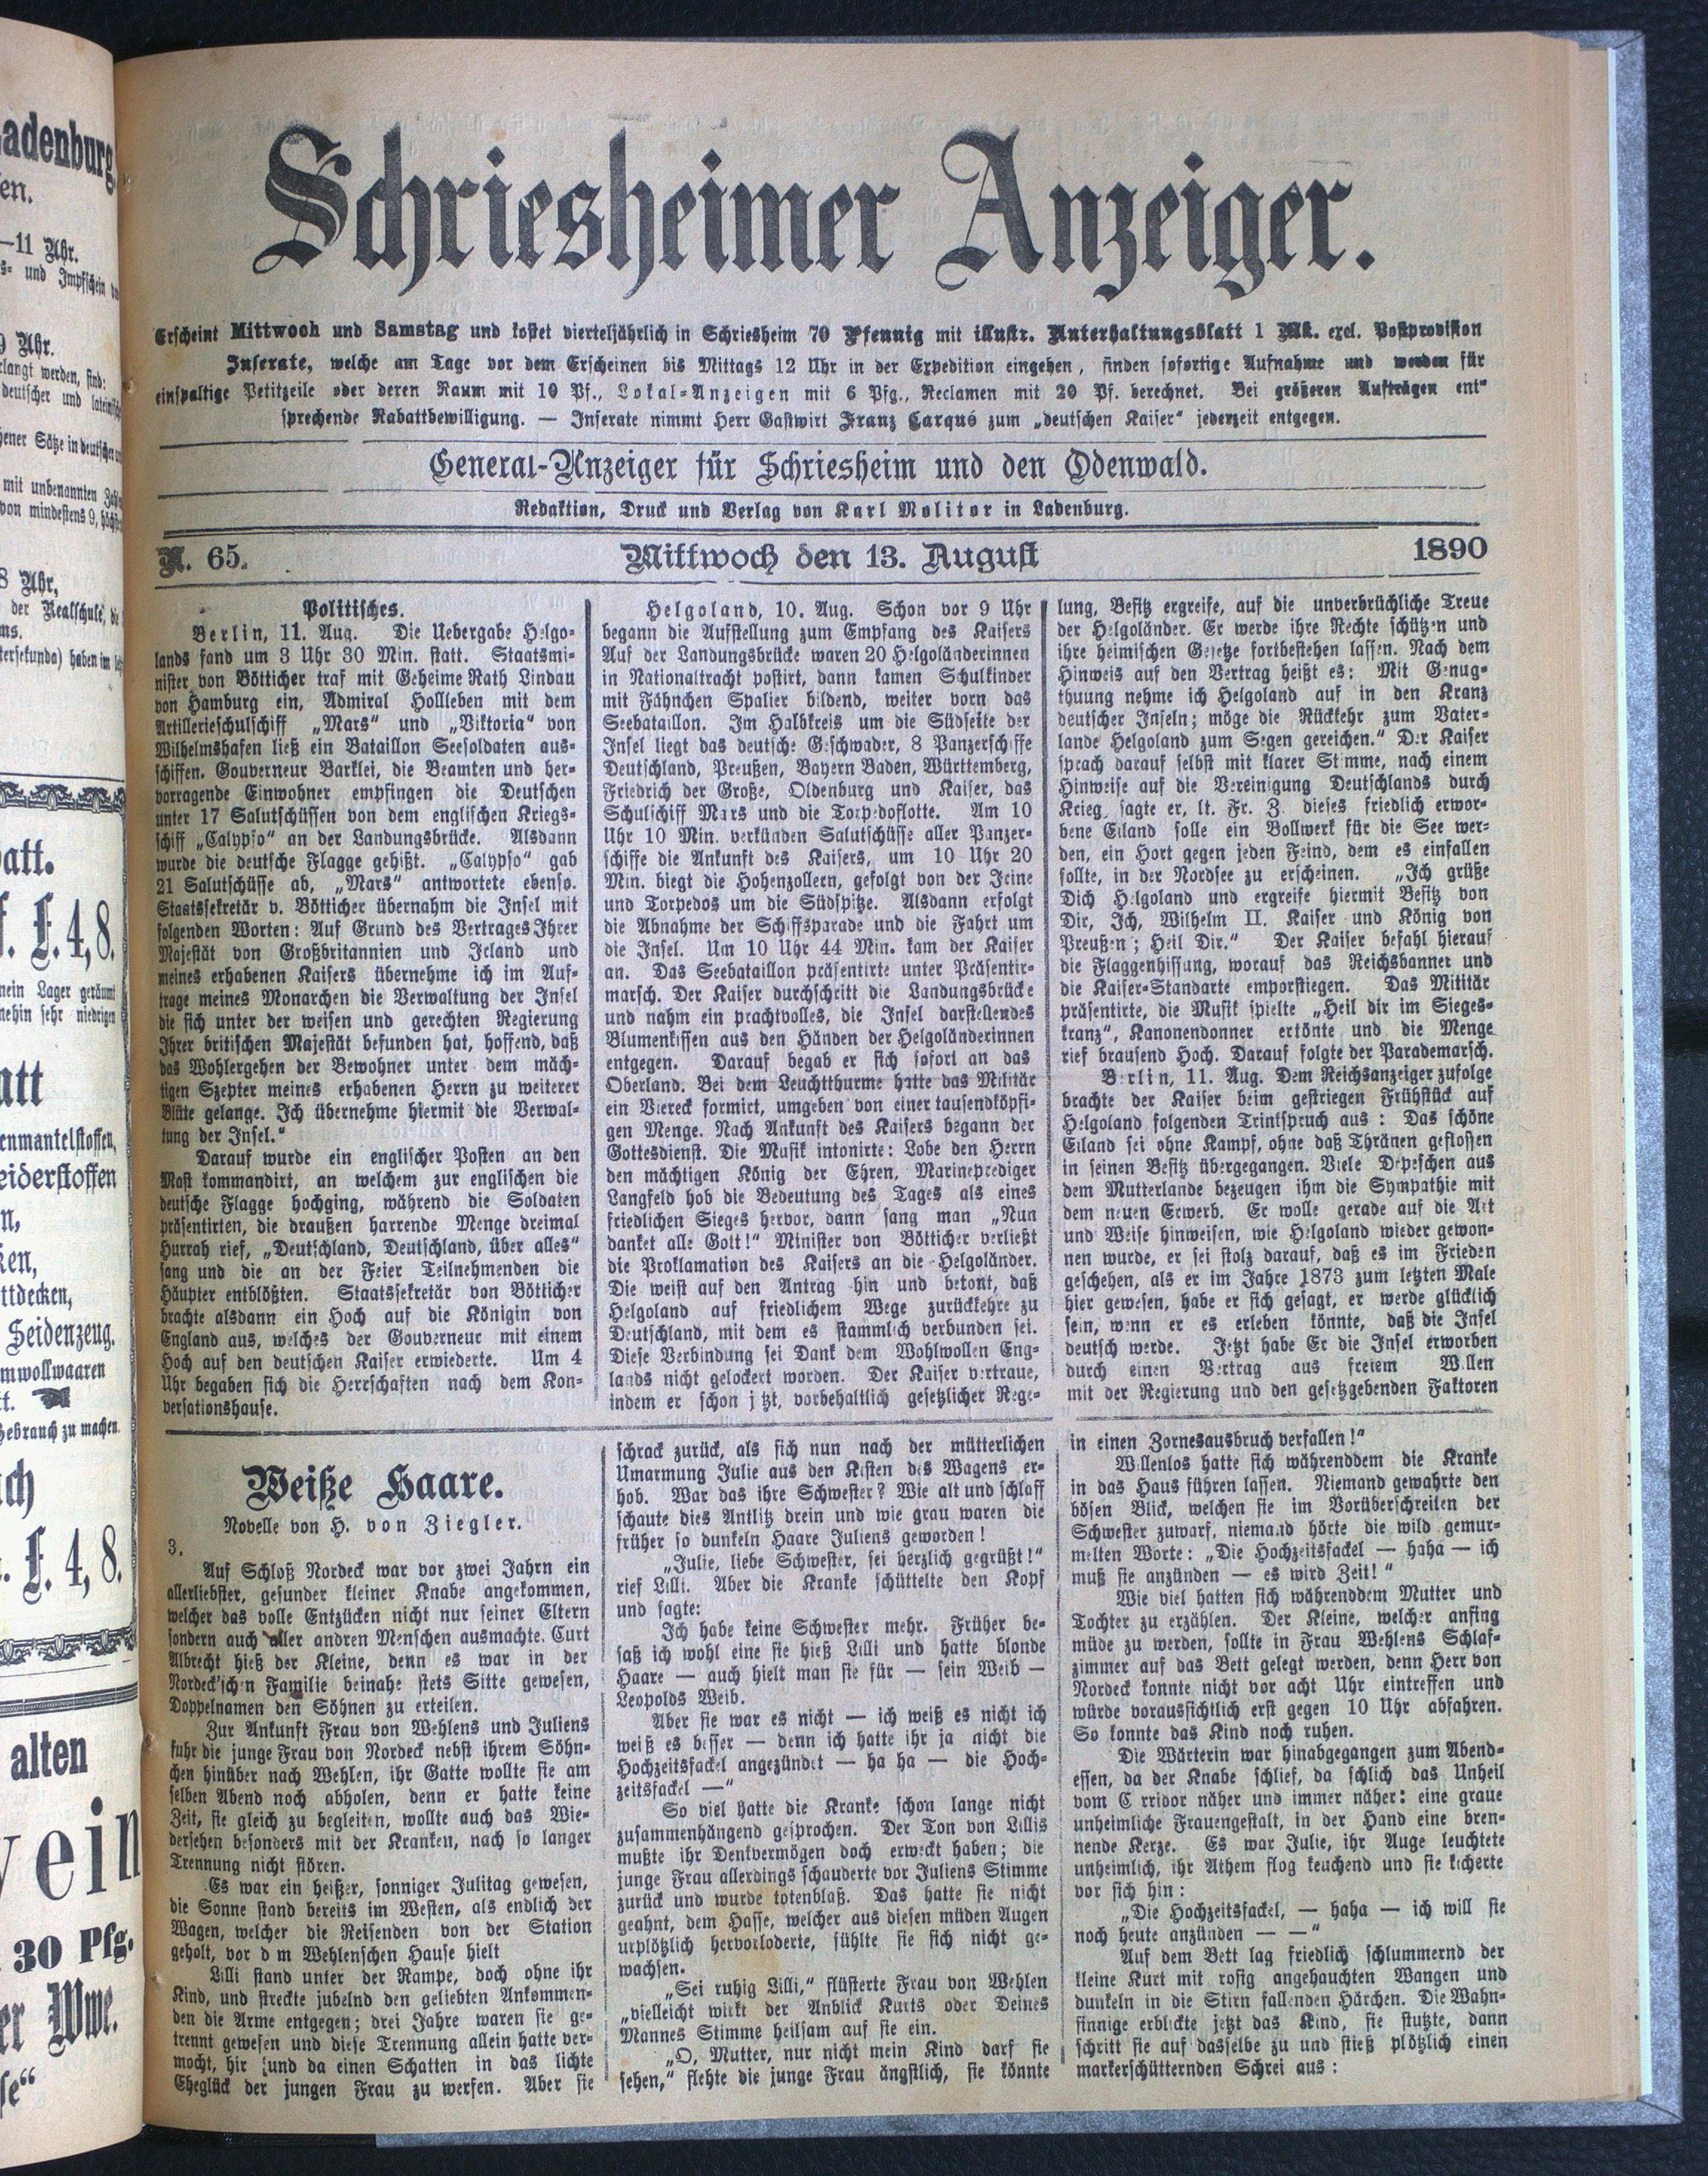 Schriesheimer Anzeiger.
Erscheint Mittwoch und Samstag und kostet vierteljährlich in Schriesheim 70 Pfennig mit illustr. Unterhaltungsblatt 1 Mk. excl. Postprovision
Inserate, welche am Tage vor dem Erscheinen bis Mittags 12 Uhr in der Expedition eingehen, finden sofortige Aufnahme und werden für
einspaltige Petitzeile oder deren Raum mit 10 Pf., Lokal-Anzeigen mit 6 Pfg., Reclamen mit 20 Pf. berechnet. Bei größeren Aufträgen ent-
sprechende Rabattbewilligung. — Inserate nimmt Herr Gastwirt Franz Carqué zum „deutschen Kaiser“ jederzeit entgegen.
General-Anzeiger für Schriesheim und den Odenwald.
Redaktion, Druck und Verlag von Karl Molitor in Ladenburg.
N. 65.
Mittwoch den 13. August
1890
Politisches.
Berlin, 11. Aug. Die Uebergabe Helgo-
lands fand um 3 Uhr 30 Min. statt. Staatsmi-
nister von Bötticher traf mit Geheime Rath Lindau
von Hamburg ein, Admiral Hollleben mit dem
Artillerieschulschiff „Mars“ und „Viktoria“ von
Wilhelmshafen ließ ein Bataillon Seesoldaten aus-
schiffen. Gouverneur Barklei, die Beamten und her-
vorragende Einwohner empfingen die Deutschen
unter 17 Salutschüssen von dem englischen Kriegs-
schiff „Calypso“ an der Landungsbrücke. Alsdann
wurde die deutsche Flagge gehißt. „Calypso“ gab
21 Salutschüsse ab, „Mars“ antwortete ebenso.
Staatssekretär v. Bötticher übernahm die Insel mit
folgenden Worten: Auf Grund des Vertrages Ihrer
Majestät von Großbritannien und Irland und
meines erhabenen Kaisers übernehme ich im Auf-
trage meines Monarchen die Verwaltung der Insel
die sich unter der weisen und gerechten Regierung
Ihrer britischen Majestät befunden hat, hoffend, daß
das Wohlergehen der Bewohner unter dem mäch-
tigen Szepter meines erhabenen Herrn zu weiterer
Blüte gelange. Ich übernehme hiermit die Verwal-
tung der Insel.“
Darauf wurde ein englischer Posten an den
Mast kommandirt, an welchem zur englischen die
deutsche Flagge hochging, während die Soldaten
präsentirten, die draußen harrende Menge dreimal
Hurrah rief, „Deutschland, Deutschland, über alles“
sang und die an der Feier Teilnehmenden die
Häupter entblößten. Staatssekretär von Bötticher
brachte alsdann ein Hoch auf die Königin von
England aus, welches der Gouverneur mit einem
Hoch auf den deutschen Kaiser erwiederte. Um 4
Uhr begaben sich die Herrschaften nach dem Kon-
versationshause.
Helgoland, 10. Aug. Schon vor 9 Uhr
begann die Aufstellung zum Empfang des Kaisers
Auf der Landungsbrücke waren 20 Helgoländerinnen
in Nationaltracht postirt, dann kamen Schulkinder
mit Fähnchen Spalier bildend, weiter vorn das
Seebataillon. Im Halbkreis um die Südseite der
Insel liegt das deutsche Geschwader, 8 Panzerschiffe
Deutschland, Preußen, Bayern Baden, Württemberg,
Friedrich der Große, Oldenburg und Kaiser, das
Schulschiff Mars und die Torpedoflotte. Am 10
Uhr 10 Min. verkünden Salutschüsse aller Panzer-
schiffe die Ankunft des Kaisers, um 10 Uhr 20
Min. biegt die Hohenzollern, gefolgt von der Jeine
und Torpedos um die Südspitze. Alsdann erfolgt
die Abnahme der Schiffsparade und die Fahrt um
die Insel. Um 10 Uhr 44 Min. kam der Kaiser
an. Das Seebataillon präsentirte unter Präsentir-
marsch. Der Kaiser durchschritt die Landungsbrücke
und nahm ein prachtvolles, die Insel darstellendes
Blumenkissen aus den Händen der Helgoländerinnen
entgegen. Darauf begab er sich sofort an das
Oberland. Bei dem Leuchtthurme hatte das Militär
ein Viereck formirt, umgeben von einer tausendköpfi-
gen Menge. Nach Ankunft des Kaisers begann der
Gottesdienst. Die Musik intonirte: Lobe den Herrn
den mächtigen König der Ehren, Marineprediger
Langfeld hob die Bedeutung des Tages als eines
friedlichen Sieges hervor, dann sang man „Nun
danket alle Gott!“ Minister von Bötticher verließt
die Proklamation des Kaisers an die Helgoländer.
Die weist auf den Antrag hin und betont, daß
Helgoland auf friedlichem Wege zurückkehre zu
Deutschland, mit dem es stammlich verbunden sei.
Diese Verbindung sei Dank dem Wohlwollen Eng-
lands nicht gelockert worden. Der Kaiser vertraue,
indem er schon j tzt, vorbehaltlich gesetzlicher Rege-
lung, Besitz ergreife, auf die unverbrüchliche Treue
der Helgoländer. Er werde ihre Rechte schützen und
ihre heimischen Gesetze fortbestehen lassen. Nach dem
Hinweis auf den Vertrag heißt es: Mit Genug-
thuung nehme ich Helgoland auf in den Kranz
deutscher Inseln; möge die Rückkehr zum Vater-
lande Helgoland zum Segen gereichen.“ Der Kaiser
sprach darauf selbst mit klarer Stimme, nach einem
Hinweise auf die Vereinigung Deutschlands durch
Krieg sagte er, lt. Fr. Z. dieses friedlich erwor-
bene Eiland solle ein Bollwerk für die See wer-
den, ein Hort gegen jeden Feind, dem es einfallen
sollte, in der Nordsee zu erscheinen. „Ich grüße
Dich Helgoland und ergreife hiermit Besitz von
Dir, Ich, Wilhelm II. Kaiser und König von
Preußen; Heil Dir.“ Der Kaiser befahl hierauf
die Flaggenhissung, worauf das Reichsbanner und
die Kaiser-Standarte emporstiegen. Das Mititär
präsentirte, die Musik spielte „Heil dir im Sieges-
kranz“, Kanonendonner ertönte und die Menge
rief brausend Hoch. Darauf folgte der Parademarsch.
Berlin, 11. Aug. Dem Reichsanzeiger zufolge
brachte der Kaiser beim gestriegen Frühstück auf
Helgoland folgenden Trinkspruch aus: Das schöne
Eiland sei ohne Kampf, ohne daß Thränen geflossen
in seinen Besitz übergegangen. Viele Depeschen aus
dem Mutterlande bezeugen ihm die Sympathie mit
dem neuen Erwerb. Er wolle gerade auf die Art
und Weise hinweisen, wie Helgoland wieder gewon-
nen wurde, er sei stolz darauf, daß es im Frieden
geschehen, als er im Jahre 1873 zum letzten Male
hier gewesen, habe er sich gesagt, er werde glücklich
sein, wenn er es erleben könnte, daß die Insel
deutsch werde. Jetzt habe Er die Insel erworben
durch einen Vertrag aus freiem Willen
mit der Regierung und den gesetzgebenden Faktoren
Weiße Haare.
Novelle von H. von Ziegler.
3.
Auf Schloß Nordeck war vor zwei Jahrn ein
allerliebster, gesunder kleiner Knabe angekommen,
welcher das volle Entzücken nicht nur seiner Eltern
sondern auch aller andren Menschen ausmachte. Curt
Albrecht hieß der Kleine, denn es war in der
Nordeck'schen Familie beinahe stets Sitte gewesen,
Doppelnamen den Söhnen zu erteilen.
Zur Ankunft Frau von Wehlens und Juliens
fuhr die junge Frau von Nordeck nebst ihrem Söhn-
chen hinüber nach Wehlen, ihr Gatte wollte sie am
selben Abend noch abholen, denn er hatte keine
Zeit, sie gleich zu begleiten, wollte auch das Wie-
dersehen besonders mit der Kranken, nach so langer
Trennung nicht stören.
Es war ein heißer, sonniger Julitag gewesen,
die Sonne stand bereits im Westen, als endlich der
Wagen, welcher die Reisenden von der Station
geholt, vor d m Wehlenschen Hause hielt
Lilli stand unter der Rampe, doch ohne ihr
Kind, und streckte jubelnd den geliebten Ankommen-
den die Arme entgegen; drei Jahre waren sie ge-
trennt gewesen und diese Trennung allein hatte ver-
mocht, hir und da einen Schatten in das lichte
Eheglück der jungen Frau zu werfen. Aber sie
schrack zurück, als sich nun nach der mütterlichen
Umarmung Julie aus den Kisten des Wagens er-
hob. War das ihre Schwester? Wie alt und schlaff
schaute dies Antlitz drein und wie grau waren die
früher so dunkeln Haare Juliens geworden!
„Julie, liebe Schwester, sei herzlich gegrüßt!“
rief Lilli. Aber die Kranke schüttelte den Kopf
und sagte:
Ich habe keine Schwester mehr. Früher be-
saß ich wohl eine sie hieß Lilli und hatte blonde
Haare — auch hielt man sie für — sein Weib —
Leopolds Weib.
Aber sie war es nicht — ich weiß es nicht ich
weiß es besser — denn ich hatte ihr ja nicht die
Hochzeitsfackel angezündet — ha ha — die Hoch-
zeitsfackel —“
So viel hatte die Kranke schon lange nicht
zusammenhängend gesprochen. Der Ton von Lillis
mußte ihr Denkvermögen doch erweckt haben; die
junge Frau allerdings schauderte vor Juliens Stimme
zurück und wurde totenblaß. Das hatte sie nicht
geahnt, dem Hasse, welcher aus diesen müden Augen
urplötzlich hervorloderte, fühlte sie sich nicht ge-
wachsen.
„Sei ruhig Lilli,“ flüsterte Frau von Wehlen
„vielleicht wirkt der Anblick Kurts oder Deines
Mannes Stimme heilsam auf sie ein.
„O, Mutter, nur nicht mein Kind darf sie
sehen,“ flehte die junge Frau ängstlich, sie könnte
in einen Zornesausbruch verfallen!“
Willenlos hatte sich währenddem die Kranke
in das Haus führen lassen. Niemand gewahrte den
bösen Blick, welchen sie im Vorüberschreiten der
Schwester zuwarf, niemand hörte die wild gemur-
melten Worte: „Die Hochzeitsfackel — haha — ich
muß sie anzünden — es wird Zeit!“
Wie viel hatten sich währenddem Mutter und
Tochter zu erzählen. Der Kleine, welcher anfing
müde zu werden, sollte in Frau Wehlens Schlaf-
zimmer auf das Bett gelegt werden, denn Herr von
Nordeck konnte nicht vor acht Uhr eintreffen und
würde voraussichtlich erst gegen 10 Uhr abfahren.
So konnte das Kind noch ruhen.
Die Wärterin war hinabgegangen zum Abend-
essen, da der Knabe schlief, da schlich das Unheil
vom C rridor näher und immer näher: eine graue
unheimliche Frauengestalt, in der Hand eine bren-
nende Kerze. Es war Julie, ihr Auge leuchtete
unheimlich, ihr Athem flog keuchend und sie kicherte
vor sich hin:
„Die Hochzeitsfackel, — haha — ich will sie
noch heute anzünden — —“
Auf dem Bett lag friedlich schlummernd der
kleine Kurt mit rosig angehauchten Wangen und
dunkeln in die Stirn fallenden Härchen. Die Wahn-
sinnige erblickte jetzt das Kind, sie stutzte, dann
schritt sie auf dasselbe zu und stieß plötzlich einen
markerschütternden Schrei aus: